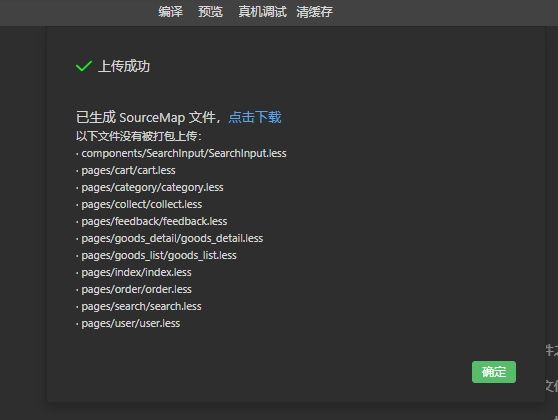 编译 预览 真机调试 清缓存
上传成功
已生成 SourceMap 文件，点击下载
以下文件没有被打包上传：
· components/SearchInput/SearchInput.less
· pages/cart/cart.less
· pages/category/category.less
· pages/collect/collect.less
· pages/feedback/feedback.less
· pages/goods_detail/goods_detail.less
· pages/goods_list/goods_list.less
· pages/index/index.less
· pages/order/order.less
· pages/search/search.less
· pages/user/user.less
确定